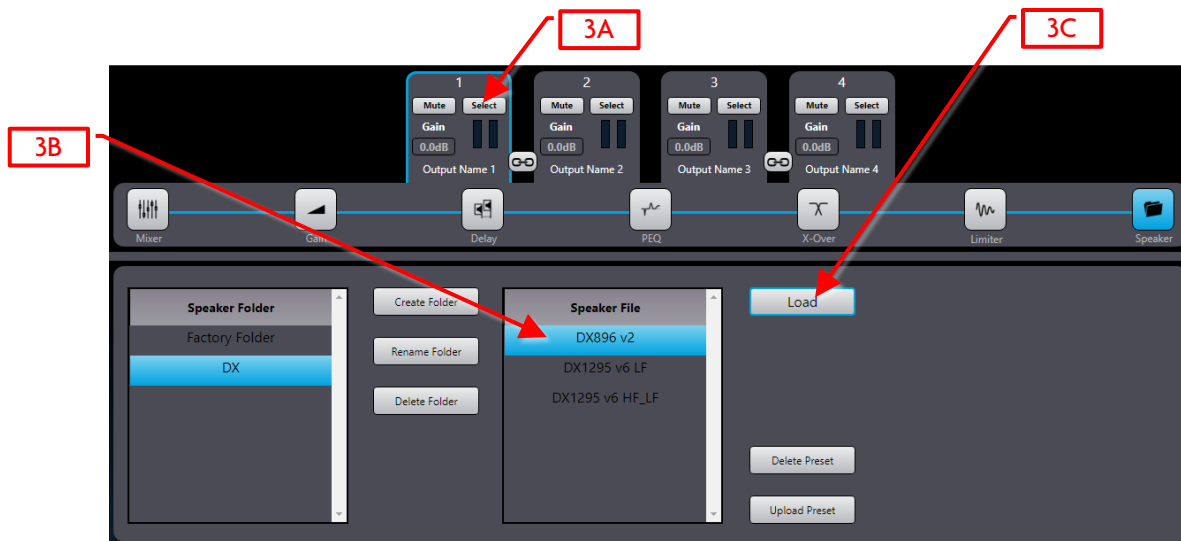 3A
3C
3B
1
Mute Select
Gain
0.0dB
Output Name 1
2
Mute Select
Gain
0.0dB
Output Name 2
3
Mute Select
Gain
0.0dB
Output Name 3
4
Mute Select
Gain
0.0dB
Output Name 4
Mixer
Gain
Delay
PEQ
X-Over
Limiter
Speaker
Speaker Folder
Factory Folder
DX
Create Folder
Rename Folder
Delete Folder
Speaker File
DX896 v2
DX1295 v6 LF
DX1295 v6 HF_LF
Load
Delete Preset
Upload Preset